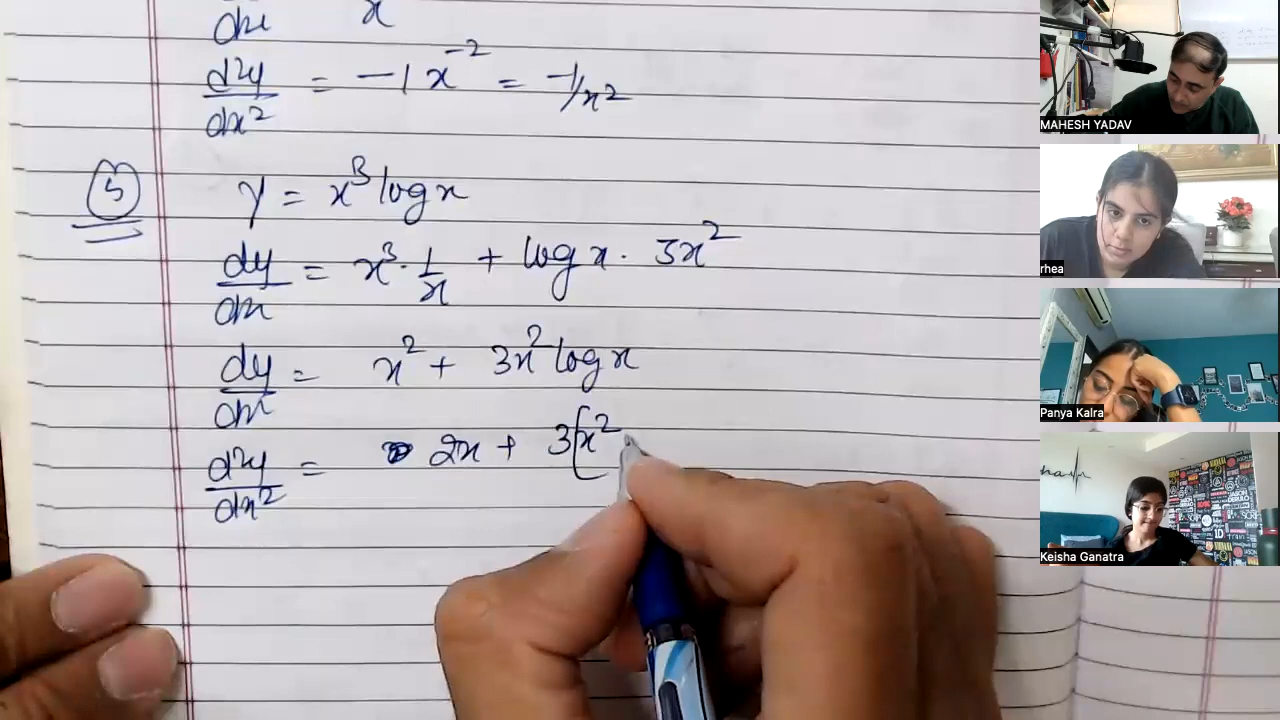 dx x
d²y/dx² = -1 x⁻² = -1/x²
5 y = x³ log x
dy/dx = x³ · 1/x + log x · 3x²
dy/dx = x² + 3x² log x
d²y/dx² = 2x + 3[x²
MAHESH YADAV
rhea
Panya Kalra
Keisha Ganatra